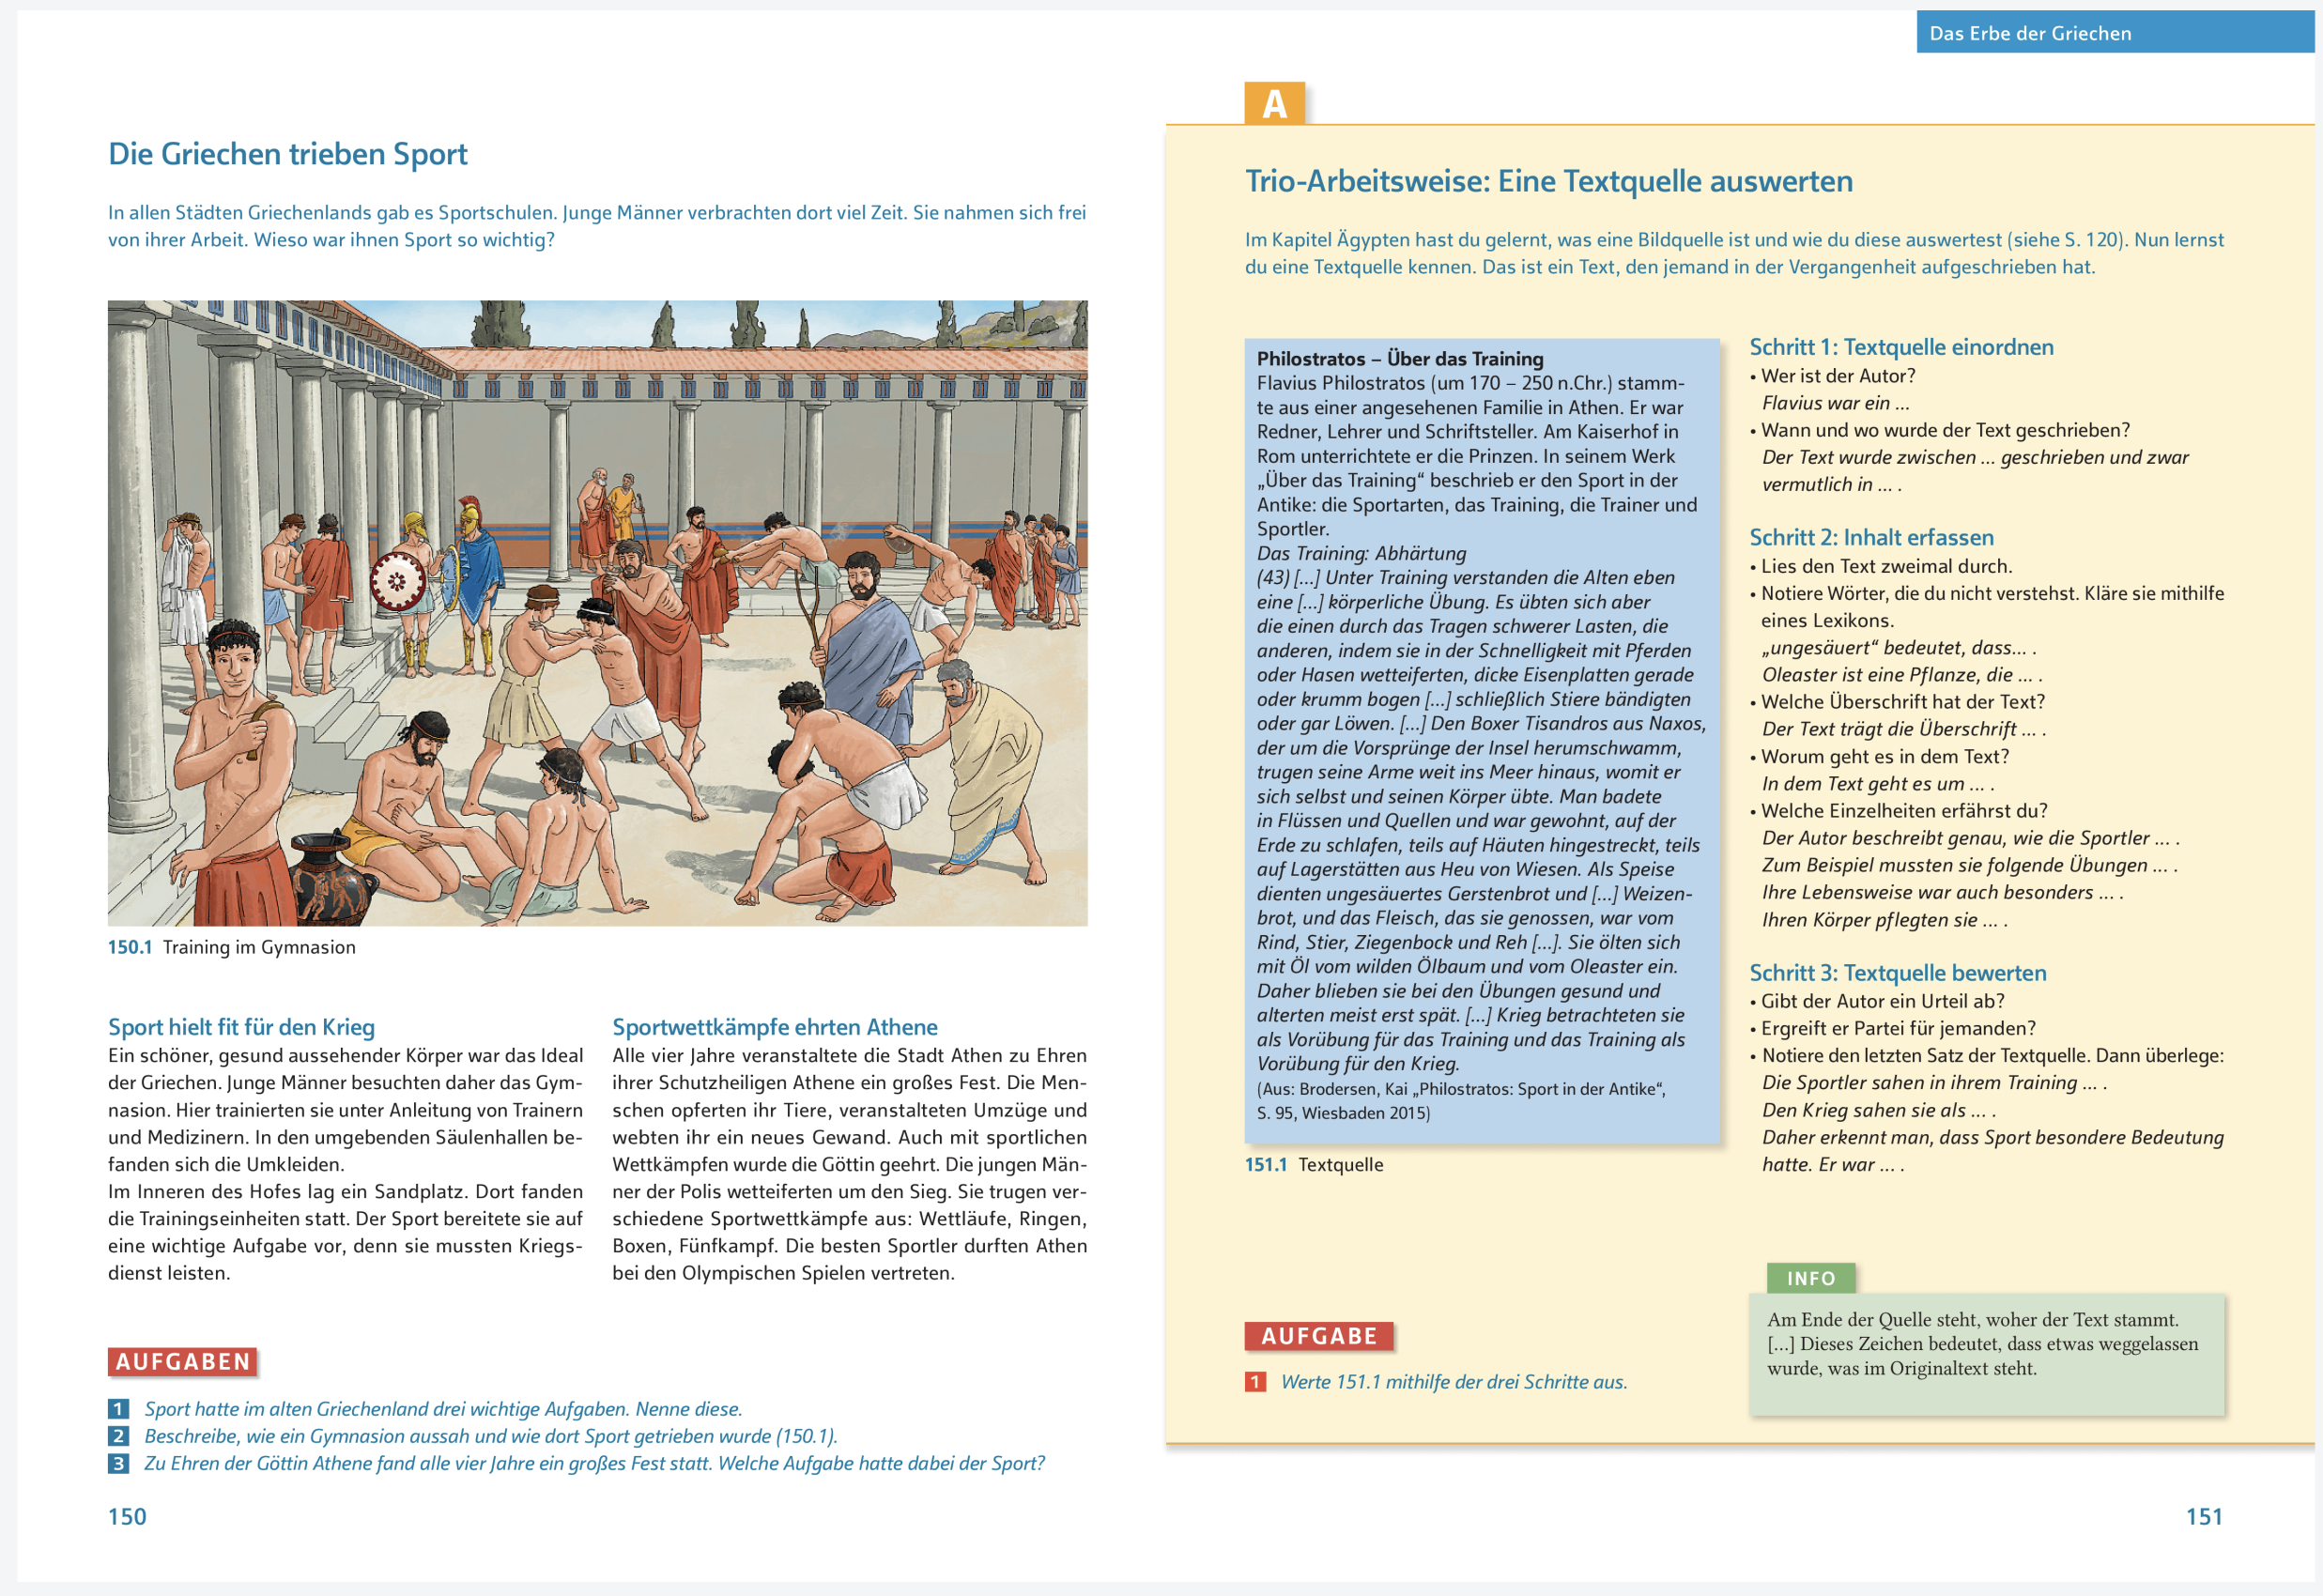 Die Griechen trieben Sport
In allen Städten Griechenlands gab es Sportschulen. Junge Männer verbrachten dort viel Zeit. Sie nahmen sich frei
von ihrer Arbeit. Wieso war ihnen Sport so wichtig?
150.1 Training im Gymnasion
Sport hielt fit für den Krieg
Ein schöner, gesund aussehender Körper war das Ideal
der Griechen. Junge Männer besuchten daher das Gym-
nasion. Hier trainierten sie unter Anleitung von Trainern
und Medizinern. In den umgebenden Säulenhallen be-
fanden sich die Umkleiden.
Im Inneren des Hofes lag ein Sandplatz. Dort fanden
die Trainingseinheiten statt. Der Sport bereitete sie auf
eine wichtige Aufgabe vor, denn sie mussten Kriegs-
dienst leisten.
Sportwettkämpfe ehrten Athene
Alle vier Jahre veranstaltete die Stadt Athen zu Ehren
ihrer Schutzheiligen Athene ein großes Fest. Die Men-
schen opferten ihr Tiere, veranstalteten Umzüge und
webten ihr ein neues Gewand. Auch mit sportlichen
Wettkämpfen wurde die Göttin geehrt. Die jungen Män-
ner der Polis wetteiferten um den Sieg. Sie trugen ver-
schiedene Sportwettkämpfe aus: Wettläufe, Ringen,
Boxen, Fünfkampf. Die besten Sportler durften Athen
bei den Olympischen Spielen vertreten.
AUFGABEN
1 Sport hatte im alten Griechenland drei wichtige Aufgaben. Nenne diese.
2 Beschreibe, wie ein Gymnasion aussah und wie dort Sport getrieben wurde (150.1).
3 Zu Ehren der Göttin Athene fand alle vier Jahre ein großes Fest statt. Welche Aufgabe hatte dabei der Sport?
150
Das Erbe der Griechen
A
Trio-Arbeitsweise: Eine Textquelle auswerten
Im Kapitel Ägypten hast du gelernt, was eine Bildquelle ist und wie du diese auswertest (siehe S. 120). Nun lernst
du eine Textquelle kennen. Das ist ein Text, den jemand in der Vergangenheit aufgeschrieben hat.
Philostratos – Über das Training
Flavius Philostratos (um 170 – 250 n.Chr.) stamm-
te aus einer angesehenen Familie in Athen. Er war
Redner, Lehrer und Schriftsteller. Am Kaiserhof in
Rom unterrichtete er die Prinzen. In seinem Werk
„Über das Training“ beschrieb er den Sport in der
Antike: die Sportarten, das Training, die Trainer und
Sportler.
Das Training: Abhärtung
(43) [...] Unter Training verstanden die Alten eben
eine [...] körperliche Übung. Es übten sich aber
die einen durch das Tragen schwerer Lasten, die
anderen, indem sie in der Schnelligkeit mit Pferden
oder Hasen wetteiferten, dicke Eisenplatten gerade
oder krumm bogen [...] schließlich Stiere bändigten
oder gar Löwen. [...] Den Boxer Tisandros aus Naxos,
der um die Vorsprünge der Insel herumschwamm,
trugen seine Arme weit ins Meer hinaus, womit er
sich selbst und seinen Körper übte. Man badete
in Flüssen und Quellen und war gewohnt, auf der
Erde zu schlafen, teils auf Häuten hingestreckt, teils
auf Lagerstätten aus Heu von Wiesen. Als Speise
dienten ungesäuertes Gerstenbrot und [...] Weizen-
brot, und das Fleisch, das sie genossen, war vom
Rind, Stier, Ziegenbock und Reh [...]. Sie ölten sich
mit Öl vom wilden Ölbaum und vom Oleaster ein.
Daher blieben sie bei den Übungen gesund und
alterten meist erst spät. [...] Krieg betrachteten sie
als Vorübung für das Training und das Training als
Vorübung für den Krieg.
(Aus: Brodersen, Kai „Philostratos: Sport in der Antike“,
S. 95, Wiesbaden 2015)
151.1 Textquelle
Schritt 1: Textquelle einordnen
• Wer ist der Autor?
Flavius war ein ...
• Wann und wo wurde der Text geschrieben?
Der Text wurde zwischen ... geschrieben und zwar
vermutlich in ... .
Schritt 2: Inhalt erfassen
• Lies den Text zweimal durch.
• Notiere Wörter, die du nicht verstehst. Kläre sie mithilfe
eines Lexikons.
„ungesäuert“ bedeutet, dass... .
Oleaster ist eine Pflanze, die ... .
• Welche Überschrift hat der Text?
Der Text trägt die Überschrift ... .
• Worum geht es in dem Text?
In dem Text geht es um ... .
• Welche Einzelheiten erfährst du?
Der Autor beschreibt genau, wie die Sportler ... .
Zum Beispiel mussten sie folgende Übungen ... .
Ihre Lebensweise war auch besonders ... .
Ihren Körper pflegten sie ... .
Schritt 3: Textquelle bewerten
• Gibt der Autor ein Urteil ab?
• Ergreift er Partei für jemanden?
• Notiere den letzten Satz der Textquelle. Dann überlege:
Die Sportler sahen in ihrem Training ... .
Den Krieg sahen sie als ... .
Daher erkennt man, dass Sport besondere Bedeutung
hatte. Er war ... .
AUFGABE
1 Werte 151.1 mithilfe der drei Schritte aus.
INFO
Am Ende der Quelle steht, woher der Text stammt.
[...] Dieses Zeichen bedeutet, dass etwas weggelassen
wurde, was im Originaltext steht.
151